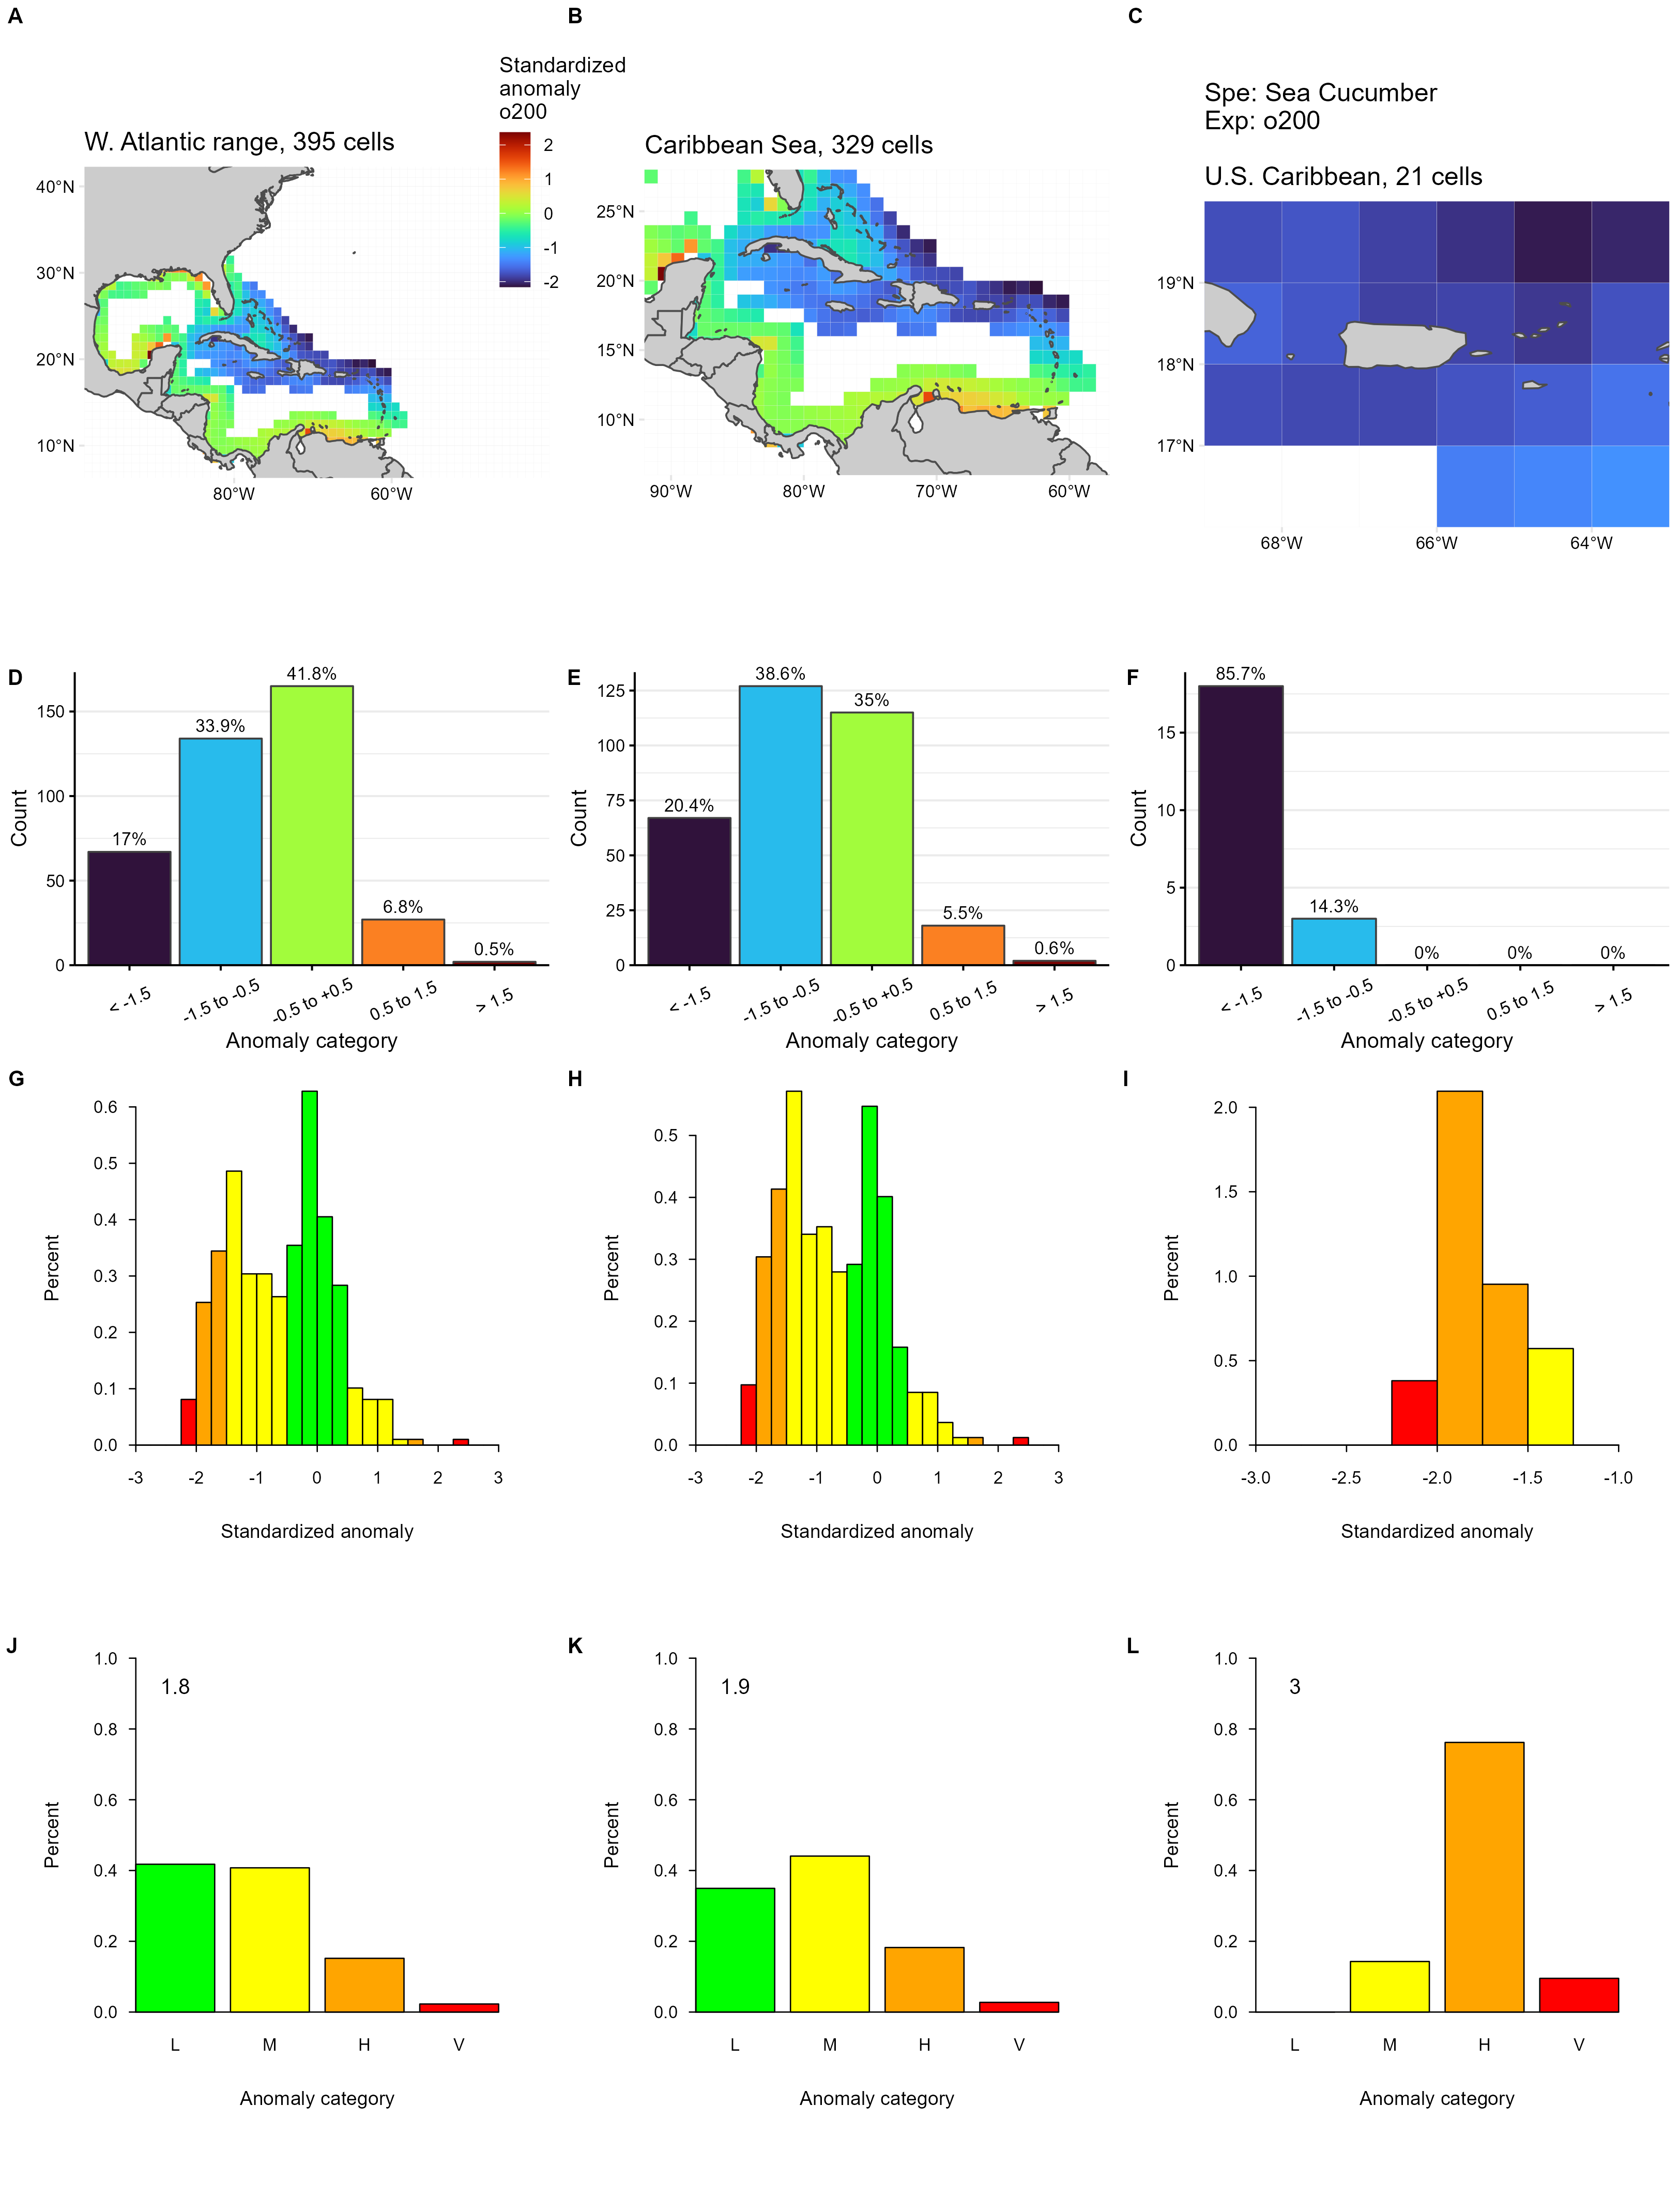 A
B
C
Standardized
anomaly
o200
2
1
0
-1
-2
W. Atlantic range, 395 cells
40°N
30°N
20°N
10°N
80°W
60°W
Caribbean Sea, 329 cells
25°N
20°N
15°N
10°N
90°W
80°W
70°W
60°W
Spe: Sea Cucumber
Exp: o200
U.S. Caribbean, 21 cells
19°N
18°N
17°N
68°W
66°W
64°W
D
Count
150
100
50
0
17%
33.9%
41.8%
6.8%
0.5%
< -1.5
-1.5 to -0.5
-0.5 to +0.5
0.5 to 1.5
> 1.5
Anomaly category
E
Count
125
100
75
50
25
0
20.4%
38.6%
35%
5.5%
0.6%
< -1.5
-1.5 to -0.5
-0.5 to +0.5
0.5 to 1.5
> 1.5
Anomaly category
F
Count
15
10
5
0
85.7%
14.3%
0%
0%
0%
< -1.5
-1.5 to -0.5
-0.5 to +0.5
0.5 to 1.5
> 1.5
Anomaly category
G
Percent
0.6
0.5
0.4
0.3
0.2
0.1
0.0
-3 -2 -1 0 1 2 3
Standardized anomaly
H
Percent
0.5
0.4
0.3
0.2
0.1
0.0
-3 -2 -1 0 1 2 3
Standardized anomaly
I
Percent
2.0
1.5
1.0
0.5
0.0
-3.0 -2.5 -2.0 -1.5 -1.0
Standardized anomaly
J
1.8
Percent
1.0
0.8
0.6
0.4
0.2
0.0
L M H V
Anomaly category
K
1.9
Percent
1.0
0.8
0.6
0.4
0.2
0.0
L M H V
Anomaly category
L
3
Percent
1.0
0.8
0.6
0.4
0.2
0.0
L M H V
Anomaly category